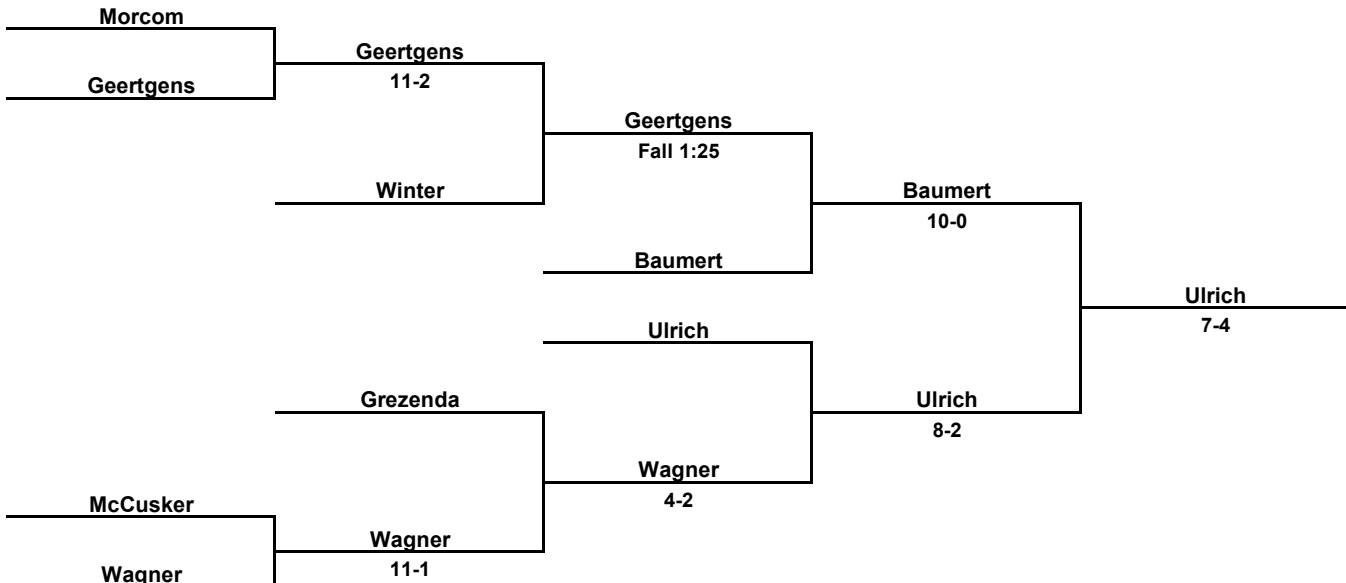 Morcom
Geertgens
11-2
Geertgens
Geertgens
Fall 1:25
Winter
Baumert
10-0
Baumert
Ulrich
7-4
Ulrich
Grezenda
Ulrich
8-2
Wagner
4-2
McCusker
Wagner
11-1
Wagner